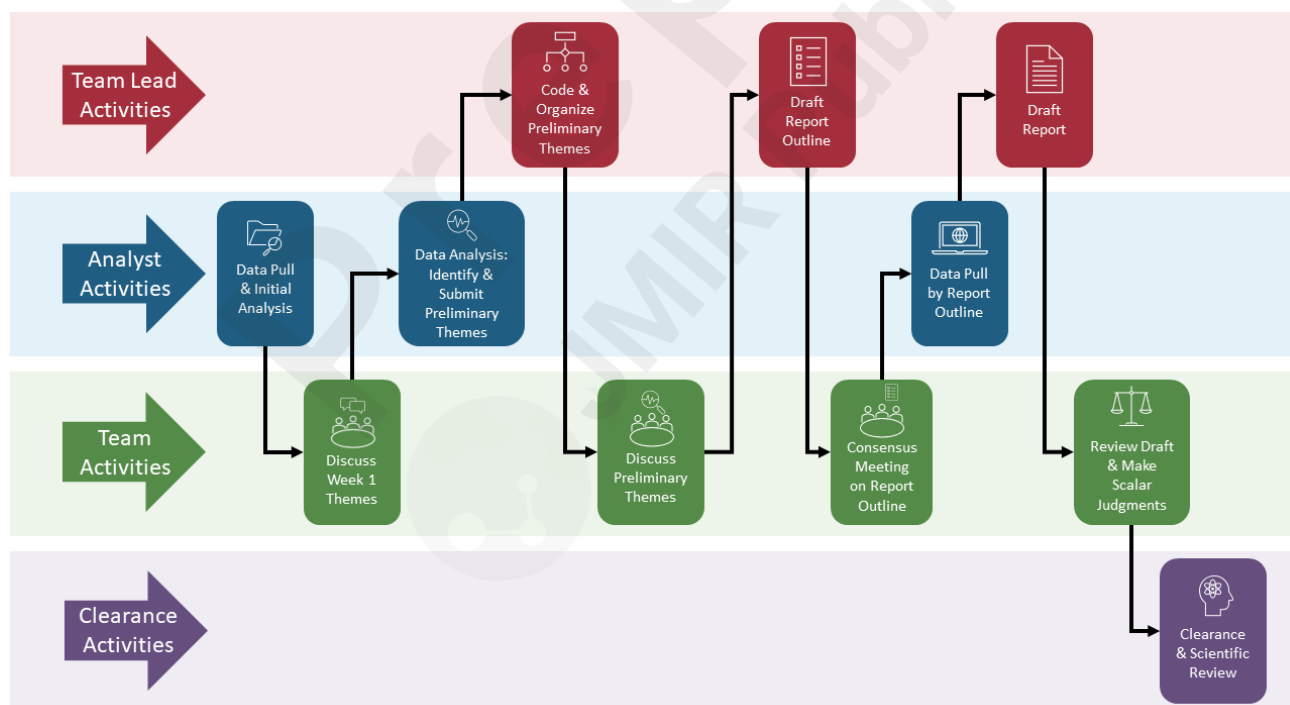 Team Lead
Activities
Code &
Organize
Preliminary
Themes
Draft
Report
Outline
Draft
Report
Analyst
Activities
Data Pull
& Initial
Analysis
Data Analysis:
Identify &
Submit
Preliminary
Themes
Data Pull
by Report
Outline
Team
Activities
Discuss
Week 1
Themes
Discuss
Preliminary
Themes
Consensus
Meeting
on Report
Outline
Review Draft
& Make
Scalar
Judgments
Clearance
Activities
Clearance
& Scientific
Review
JMIR Publi